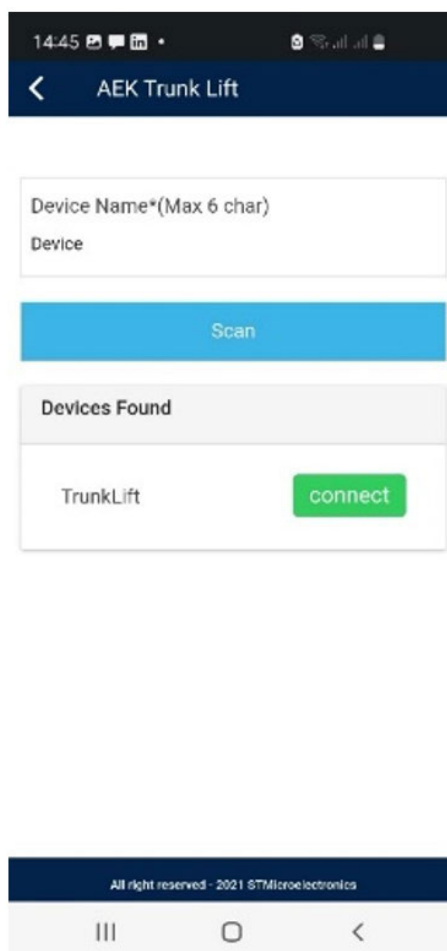 14:45
AEK Trunk Lift
Device Name*(Max 6 char)
Device
Scan
Devices Found
TrunkLift
connect
All right reserved - 2021 STMicroelectronics